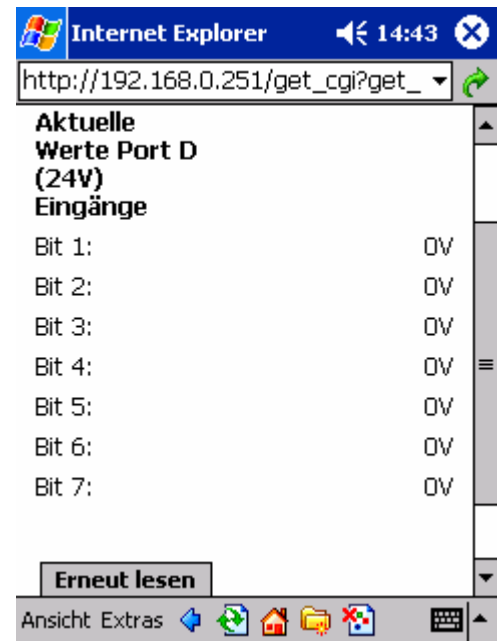 Internet Explorer 14:43
http://192.168.0.251/get_cgi?get_
Aktuelle
Werte Port D
(24V)
Eingänge
Bit 1: 0V
Bit 2: 0V
Bit 3: 0V
Bit 4: 0V
Bit 5: 0V
Bit 6: 0V
Bit 7: 0V
Erneut lesen
Ansicht Extras